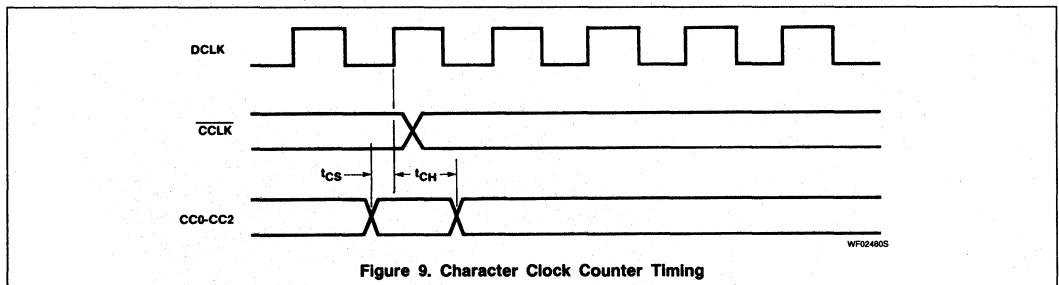 DCLK
CCLK
tCS
tCH
CC0-CC2
WF02480S
Figure 9. Character Clock Counter Timing